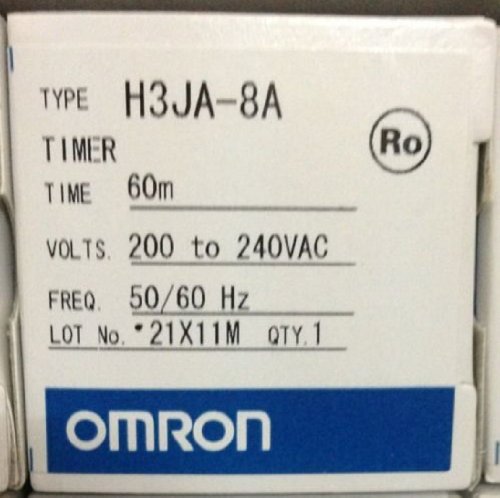 TYPE H3JA-8A
TIMER
Ro
TIME 60m
VOLTS. 200 to 240VAC
FREQ. 50/60 Hz
LOT No. *21X11M QTY. 1
OMRON